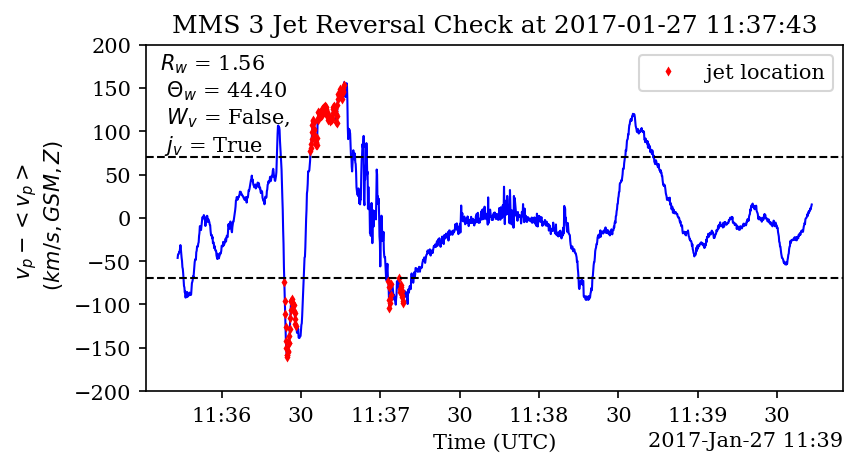 MMS 3 Jet Reversal Check at 2017-01-27 11:37:43
R_w = 1.56
Θ_w = 44.40
W_v = False,
j_v = True
jet location
200
150
100
50
0
−50
−100
−150
−200
v_p − <v_p>
(km/s, GSM, Z)
11:36 30 11:37 30 11:38 30 11:39 30
Time (UTC)
2017-Jan-27 11:39